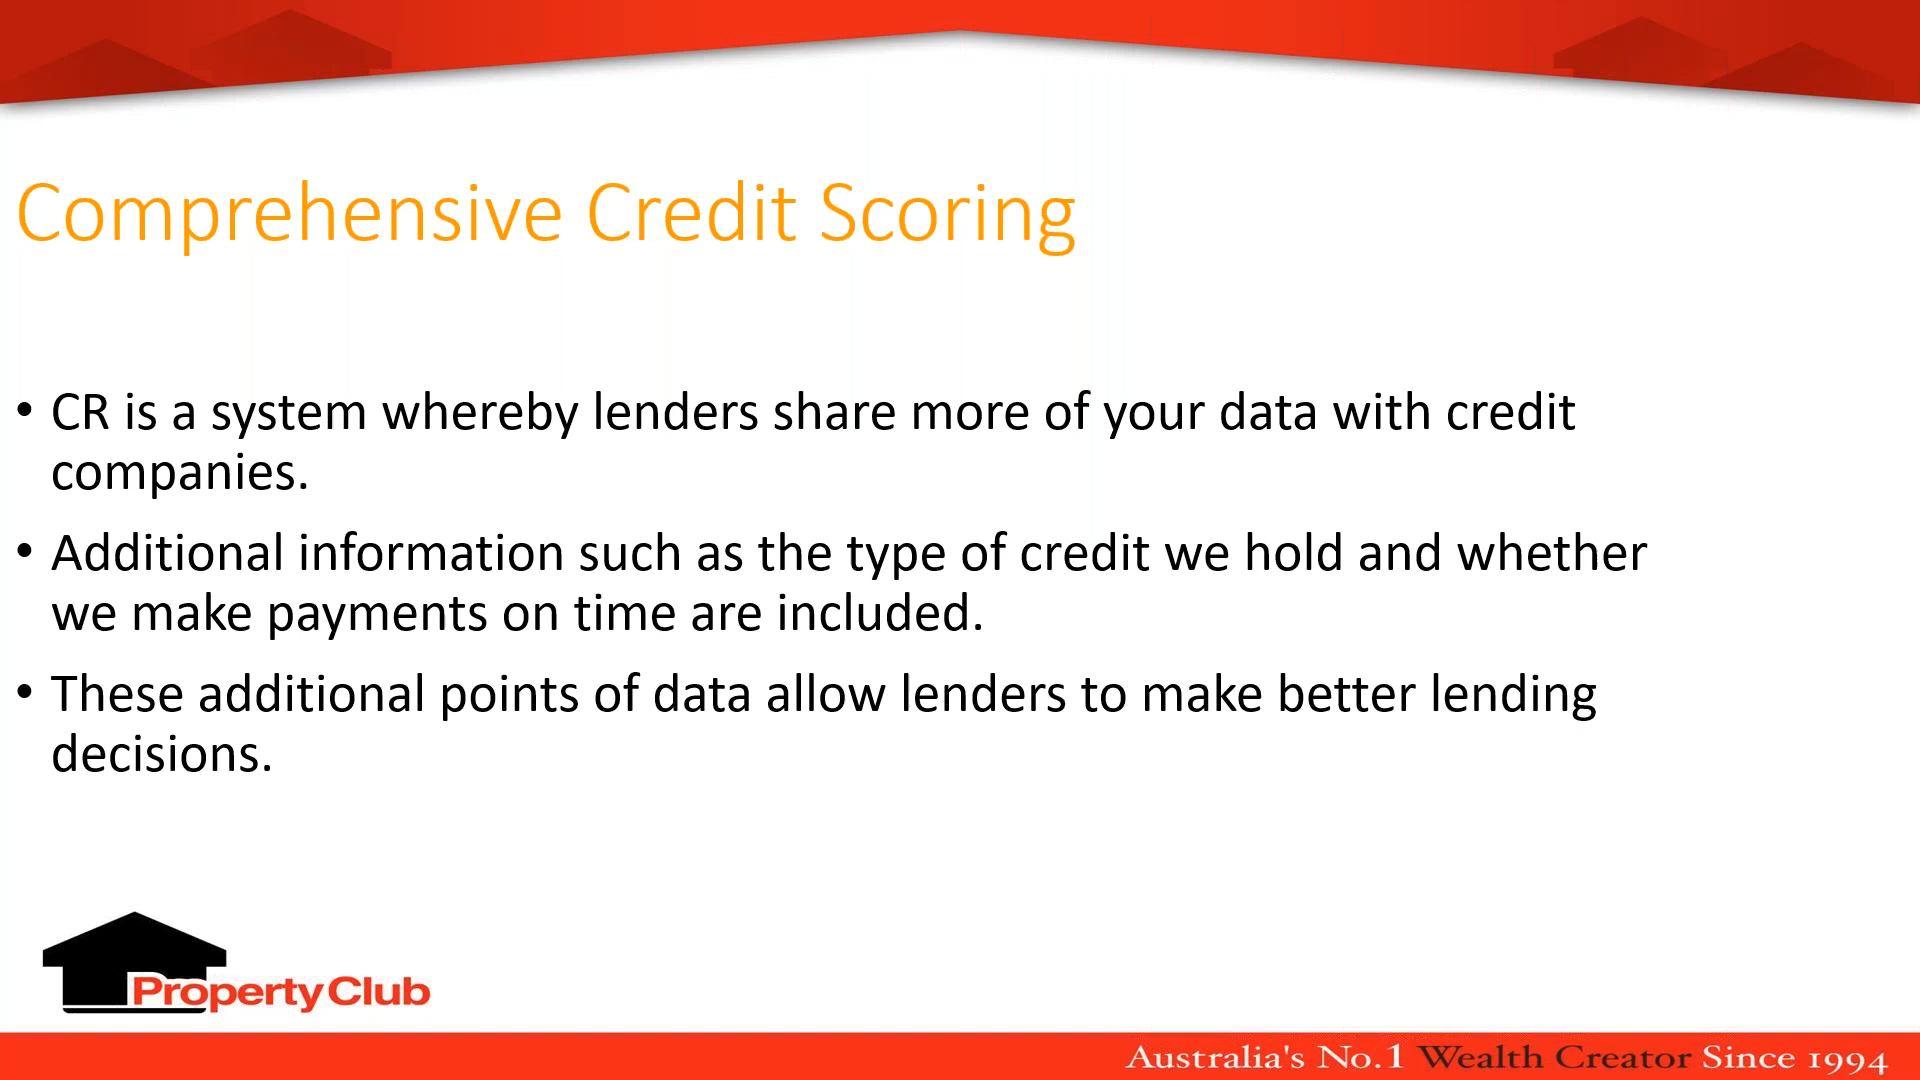 Comprehensive Credit Scoring
• CR is a system whereby lenders share more of your data with credit
companies.
• Additional information such as the type of credit we hold and whether
we make payments on time are included.
• These additional points of data allow lenders to make better lending
decisions.
PropertyClub
Australia's No.1 Wealth Creator Since 1994